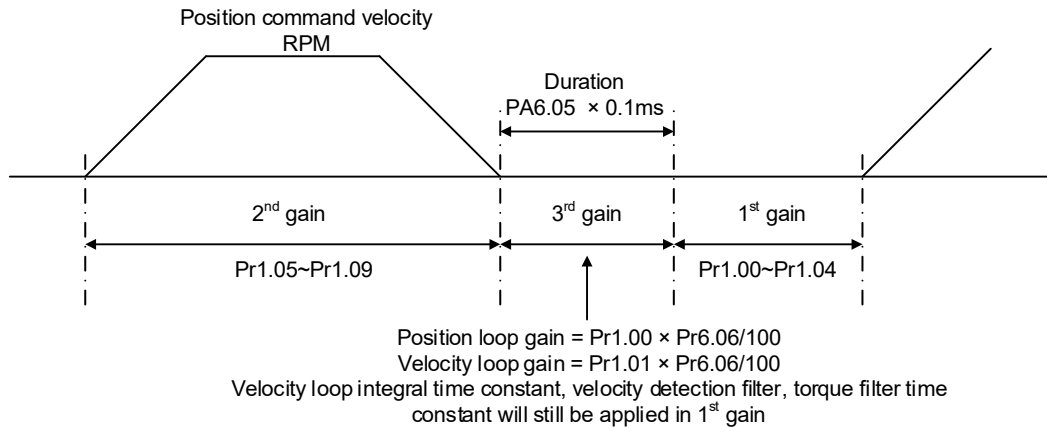 Position command velocity
RPM
Duration
PA6.05 × 0.1ms
2nd gain
3rd gain
1st gain
Pr1.05~Pr1.09
Pr1.00~Pr1.04
Position loop gain = Pr1.00 × Pr6.06/100
Velocity loop gain = Pr1.01 × Pr6.06/100
Velocity loop integral time constant, velocity detection filter, torque filter time
constant will still be applied in 1st gain